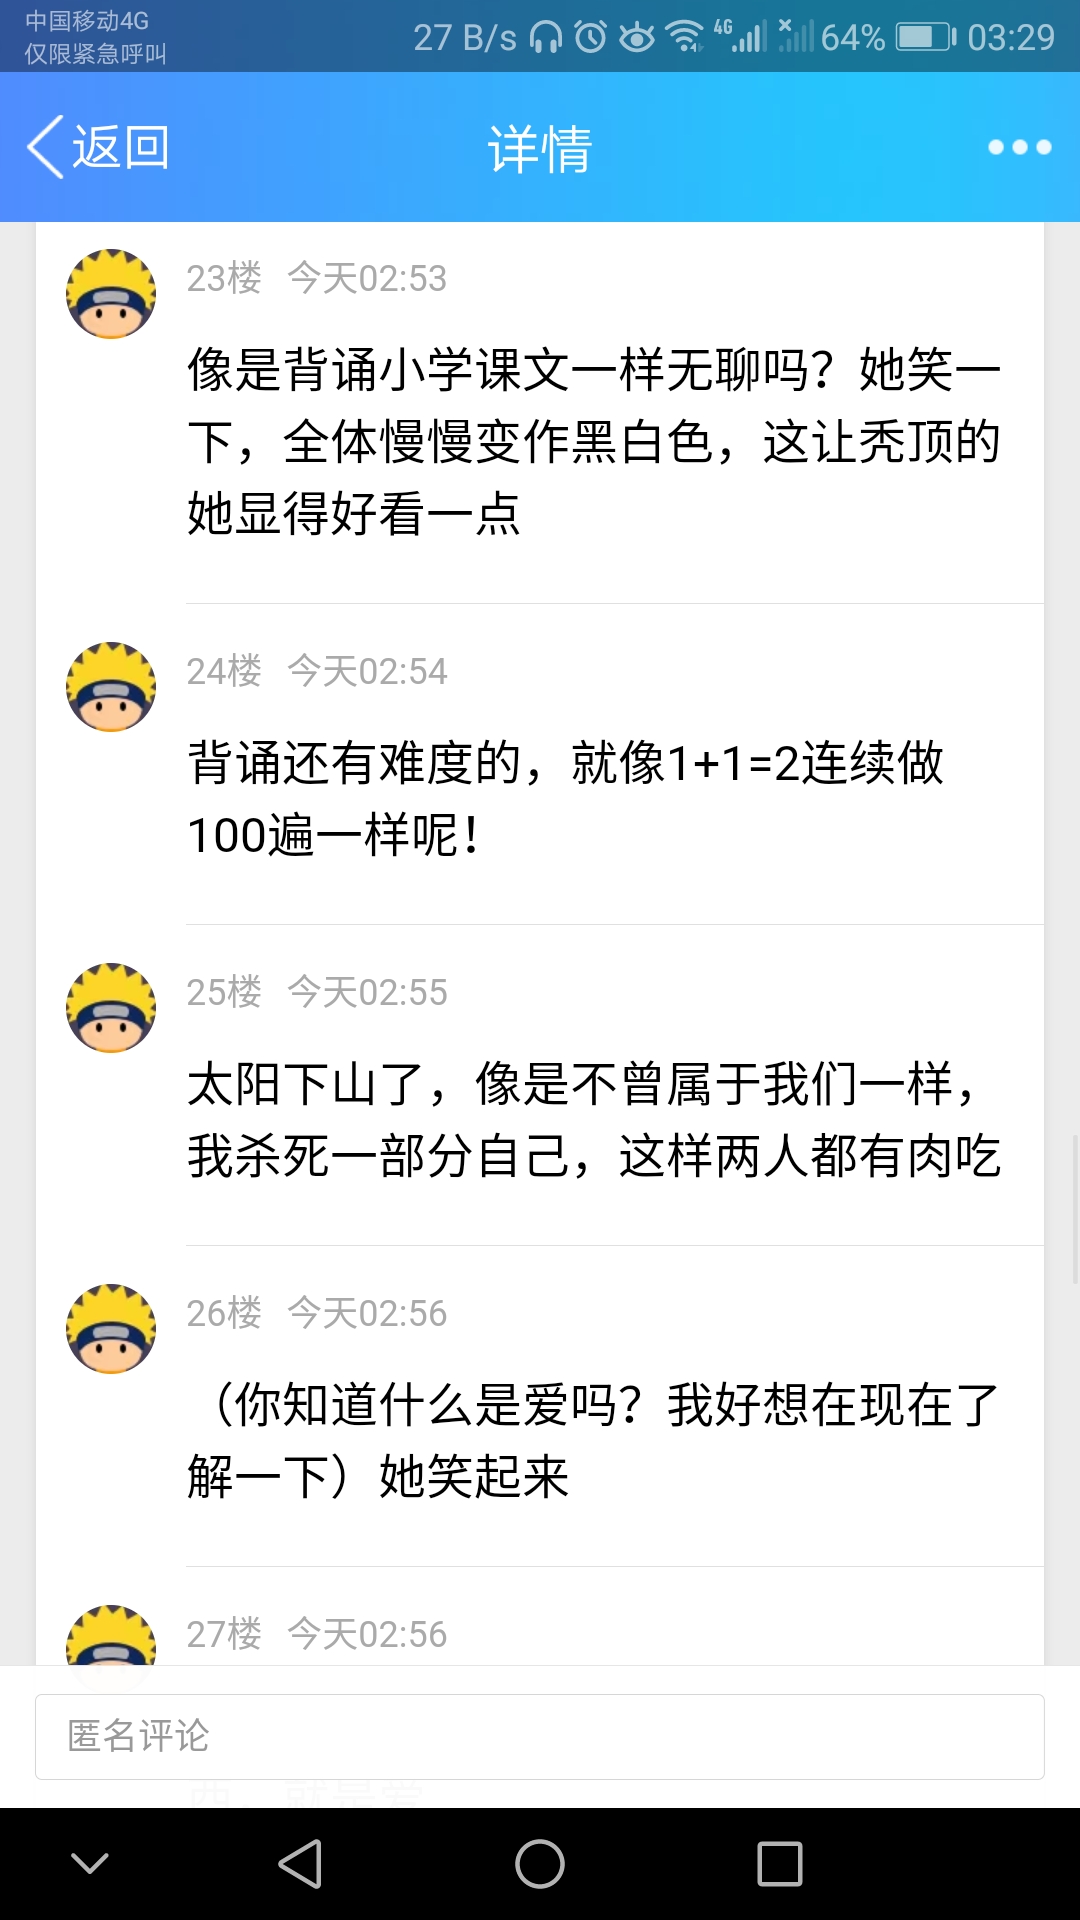 中国移动4G
仅限紧急呼叫
27 B/s 4G 64% 03:29
返回
详情
23楼 今天02:53
像是背诵小学课文一样无聊吗？她笑一
下，全体慢慢变作黑白色，这让秃顶的
她显得好看一点
24楼 今天02:54
背诵还有难度的，就像1+1=2连续做
100遍一样呢！
25楼 今天02:55
太阳下山了，像是不曾属于我们一样，
我杀死一部分自己，这样两人都有肉吃
26楼 今天02:56
（你知道什么是爱吗？我好想在现在了
解一下）她笑起来
27楼 今天02:56
匿名评论
西，就是爱